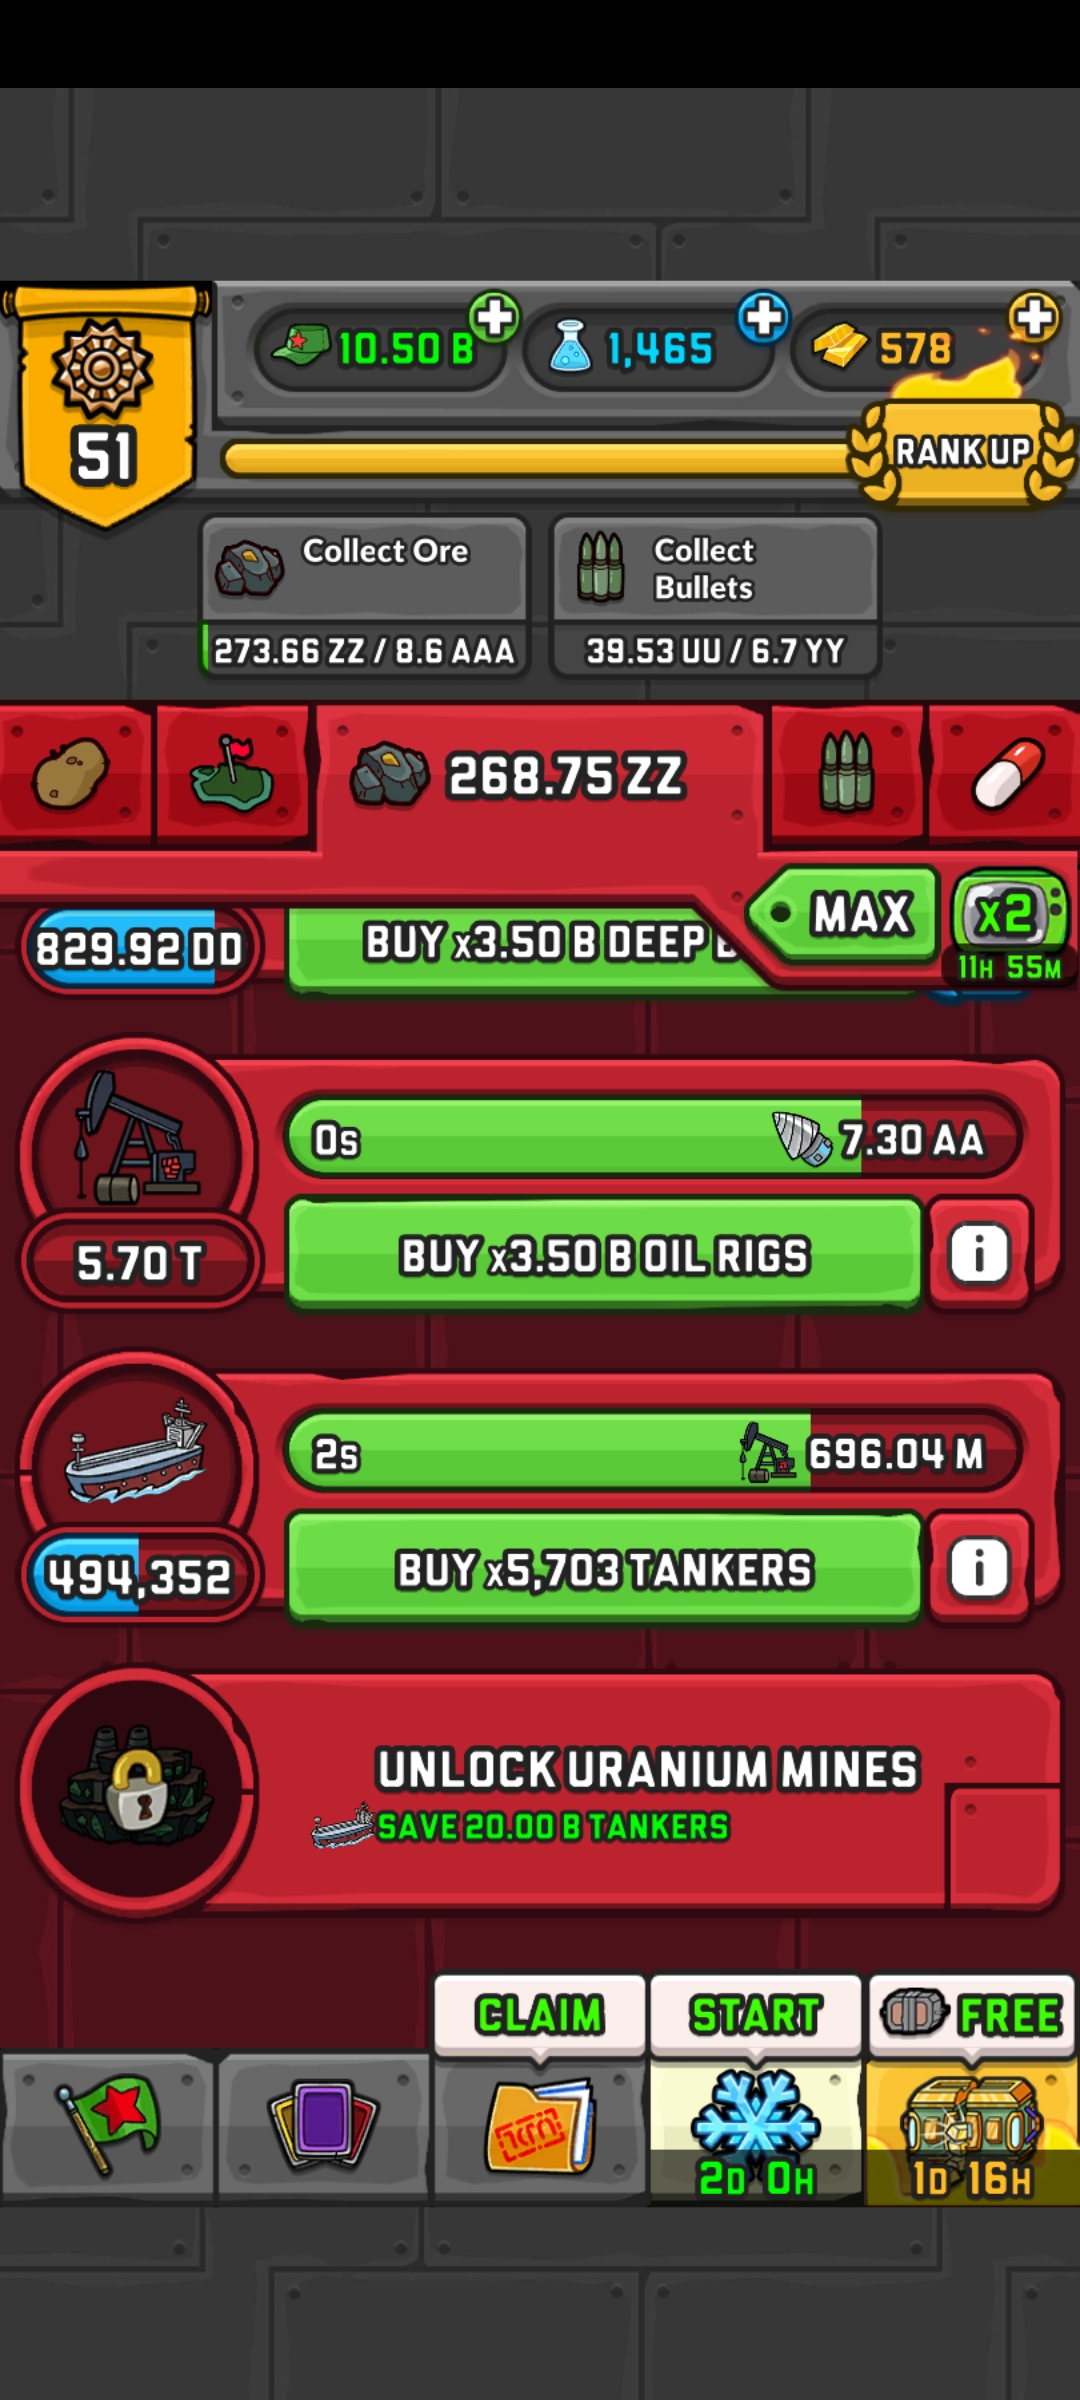 10.50 B
1,465
578
51
RANK UP
Collect Ore
273.66 ZZ / 8.6 AAA
Collect
Bullets
39.53 UU / 6.7 YY
268.75 ZZ
MAX
x2
11H 55M
829.92 DD
BUY x3.50 B DEEP
0s
7.30 AA
5.70 T
BUY x3.50 B OIL RIGS
i
2s
696.04 M
494,352
BUY x5,703 TANKERS
i
UNLOCK URANIUM MINES
SAVE 20.00 B TANKERS
CLAIM
START
FREE
2D 0H
1D 16H